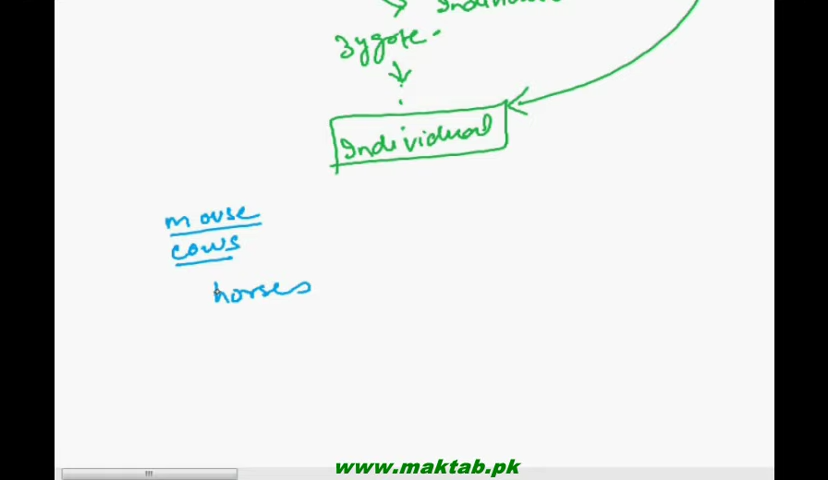 Zygote
Individual
mouse
cows
horses
www.maktab.pk